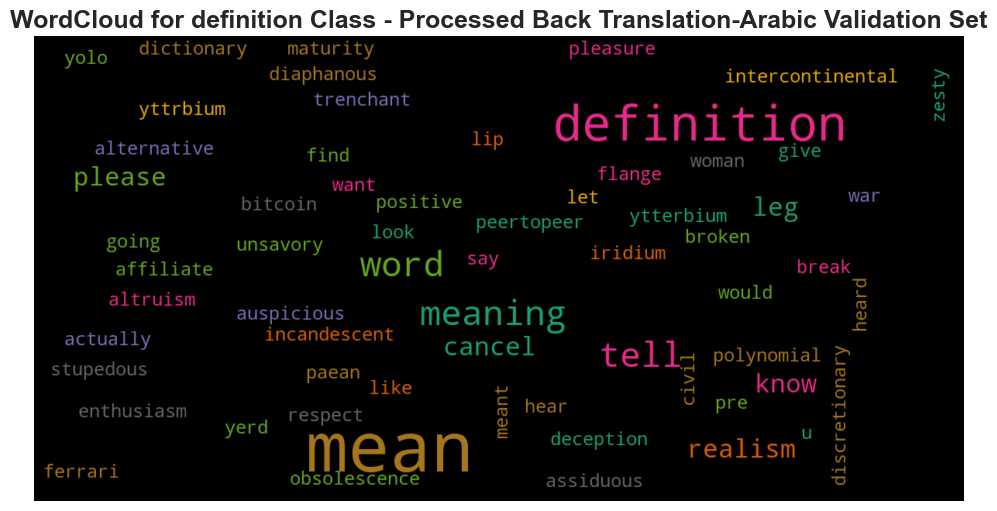 WordCloud for definition Class - Processed Back Translation-Arabic Validation Set
yolo
dictionary
maturity
pleasure
diaphanous
intercontinental
zesty
trenchant
yttrbium
definition
lip
alternative
find
give
woman
please
want
flange
let
war
bitcoin
positive
leg
peertopeer
ytterbium
look
broken
going
unsavory
word
say
iridium
affiliate
break
would
altruism
heard
auspicious
meaning
actually
incandescent
cancel
tell
polynomial
civil
stupedous
paean
like
know
discretionary
pre
enthusiasm
respect
meant
hear
yerd
mean
deception
u
realism
ferrari
obsolescence
assiduous